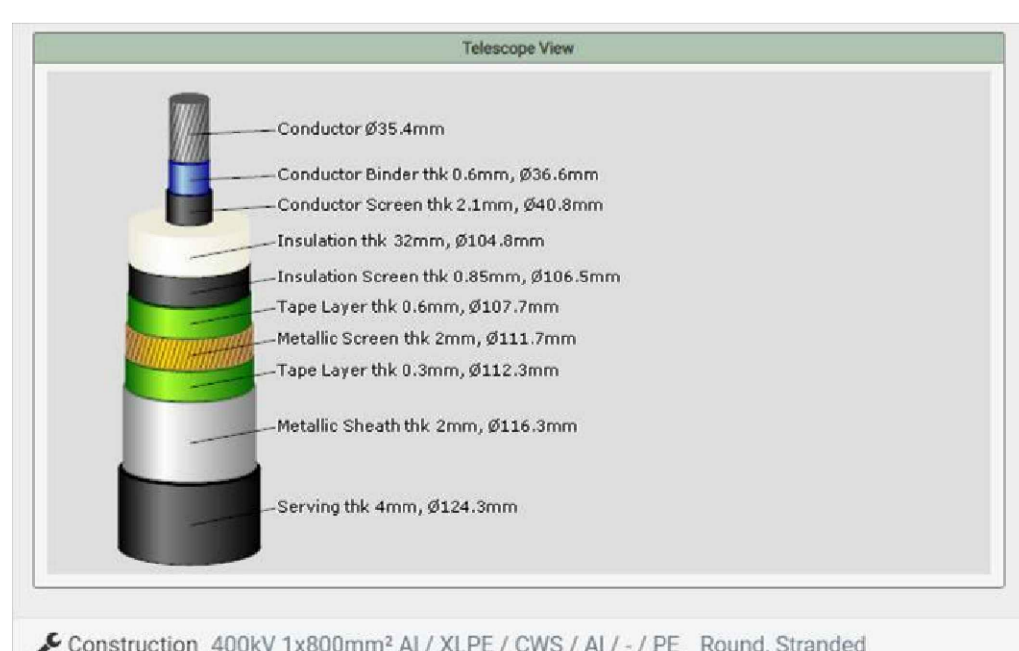 Telescope View
Conductor Ø35.4mm
Conductor Binder thk 0.6mm, Ø36.6mm
Conductor Screen thk 2.1mm, Ø40.8mm
Insulation thk 32mm, Ø104.8mm
Insulation Screen thk 0.85mm, Ø106.5mm
Tape Layer thk 0.6mm, Ø107.7mm
Metallic Screen thk 2mm, Ø111.7mm
Tape Layer thk 0.3mm, Ø112.3mm
Metallic Sheath thk 2mm, Ø116.3mm
Serving thk 4mm, Ø124.3mm
Construction 400kV 1x800mm² Al / XLPE / CWS / Al / - / PE Round, Stranded